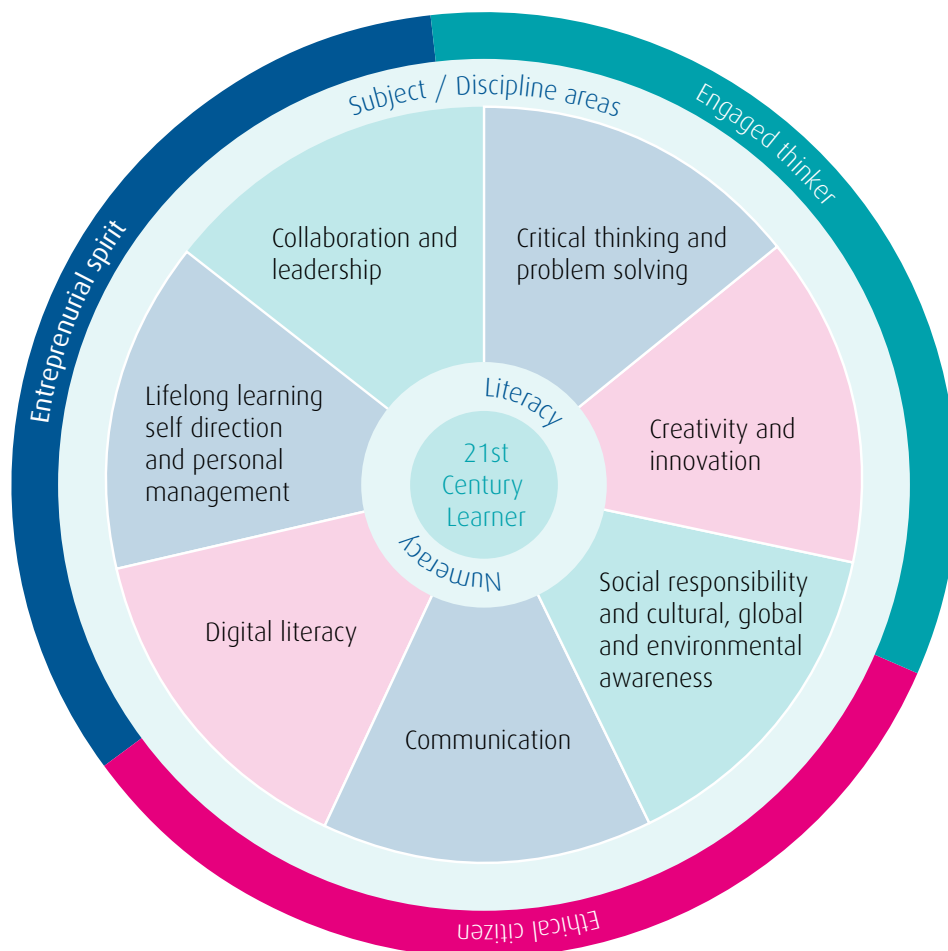 Engaged thinker
Subject / Discipline areas
Entreprenurial spirit
Collaboration and
leadership
Critical thinking and
problem solving
Lifelong learning
self direction
and personal
management
Literacy
21st
Century
Learner
Numeracy
Creativity and
innovation
Digital literacy
Social responsibility
and cultural, global
and environmental
awareness
Communication
Ethical citizen